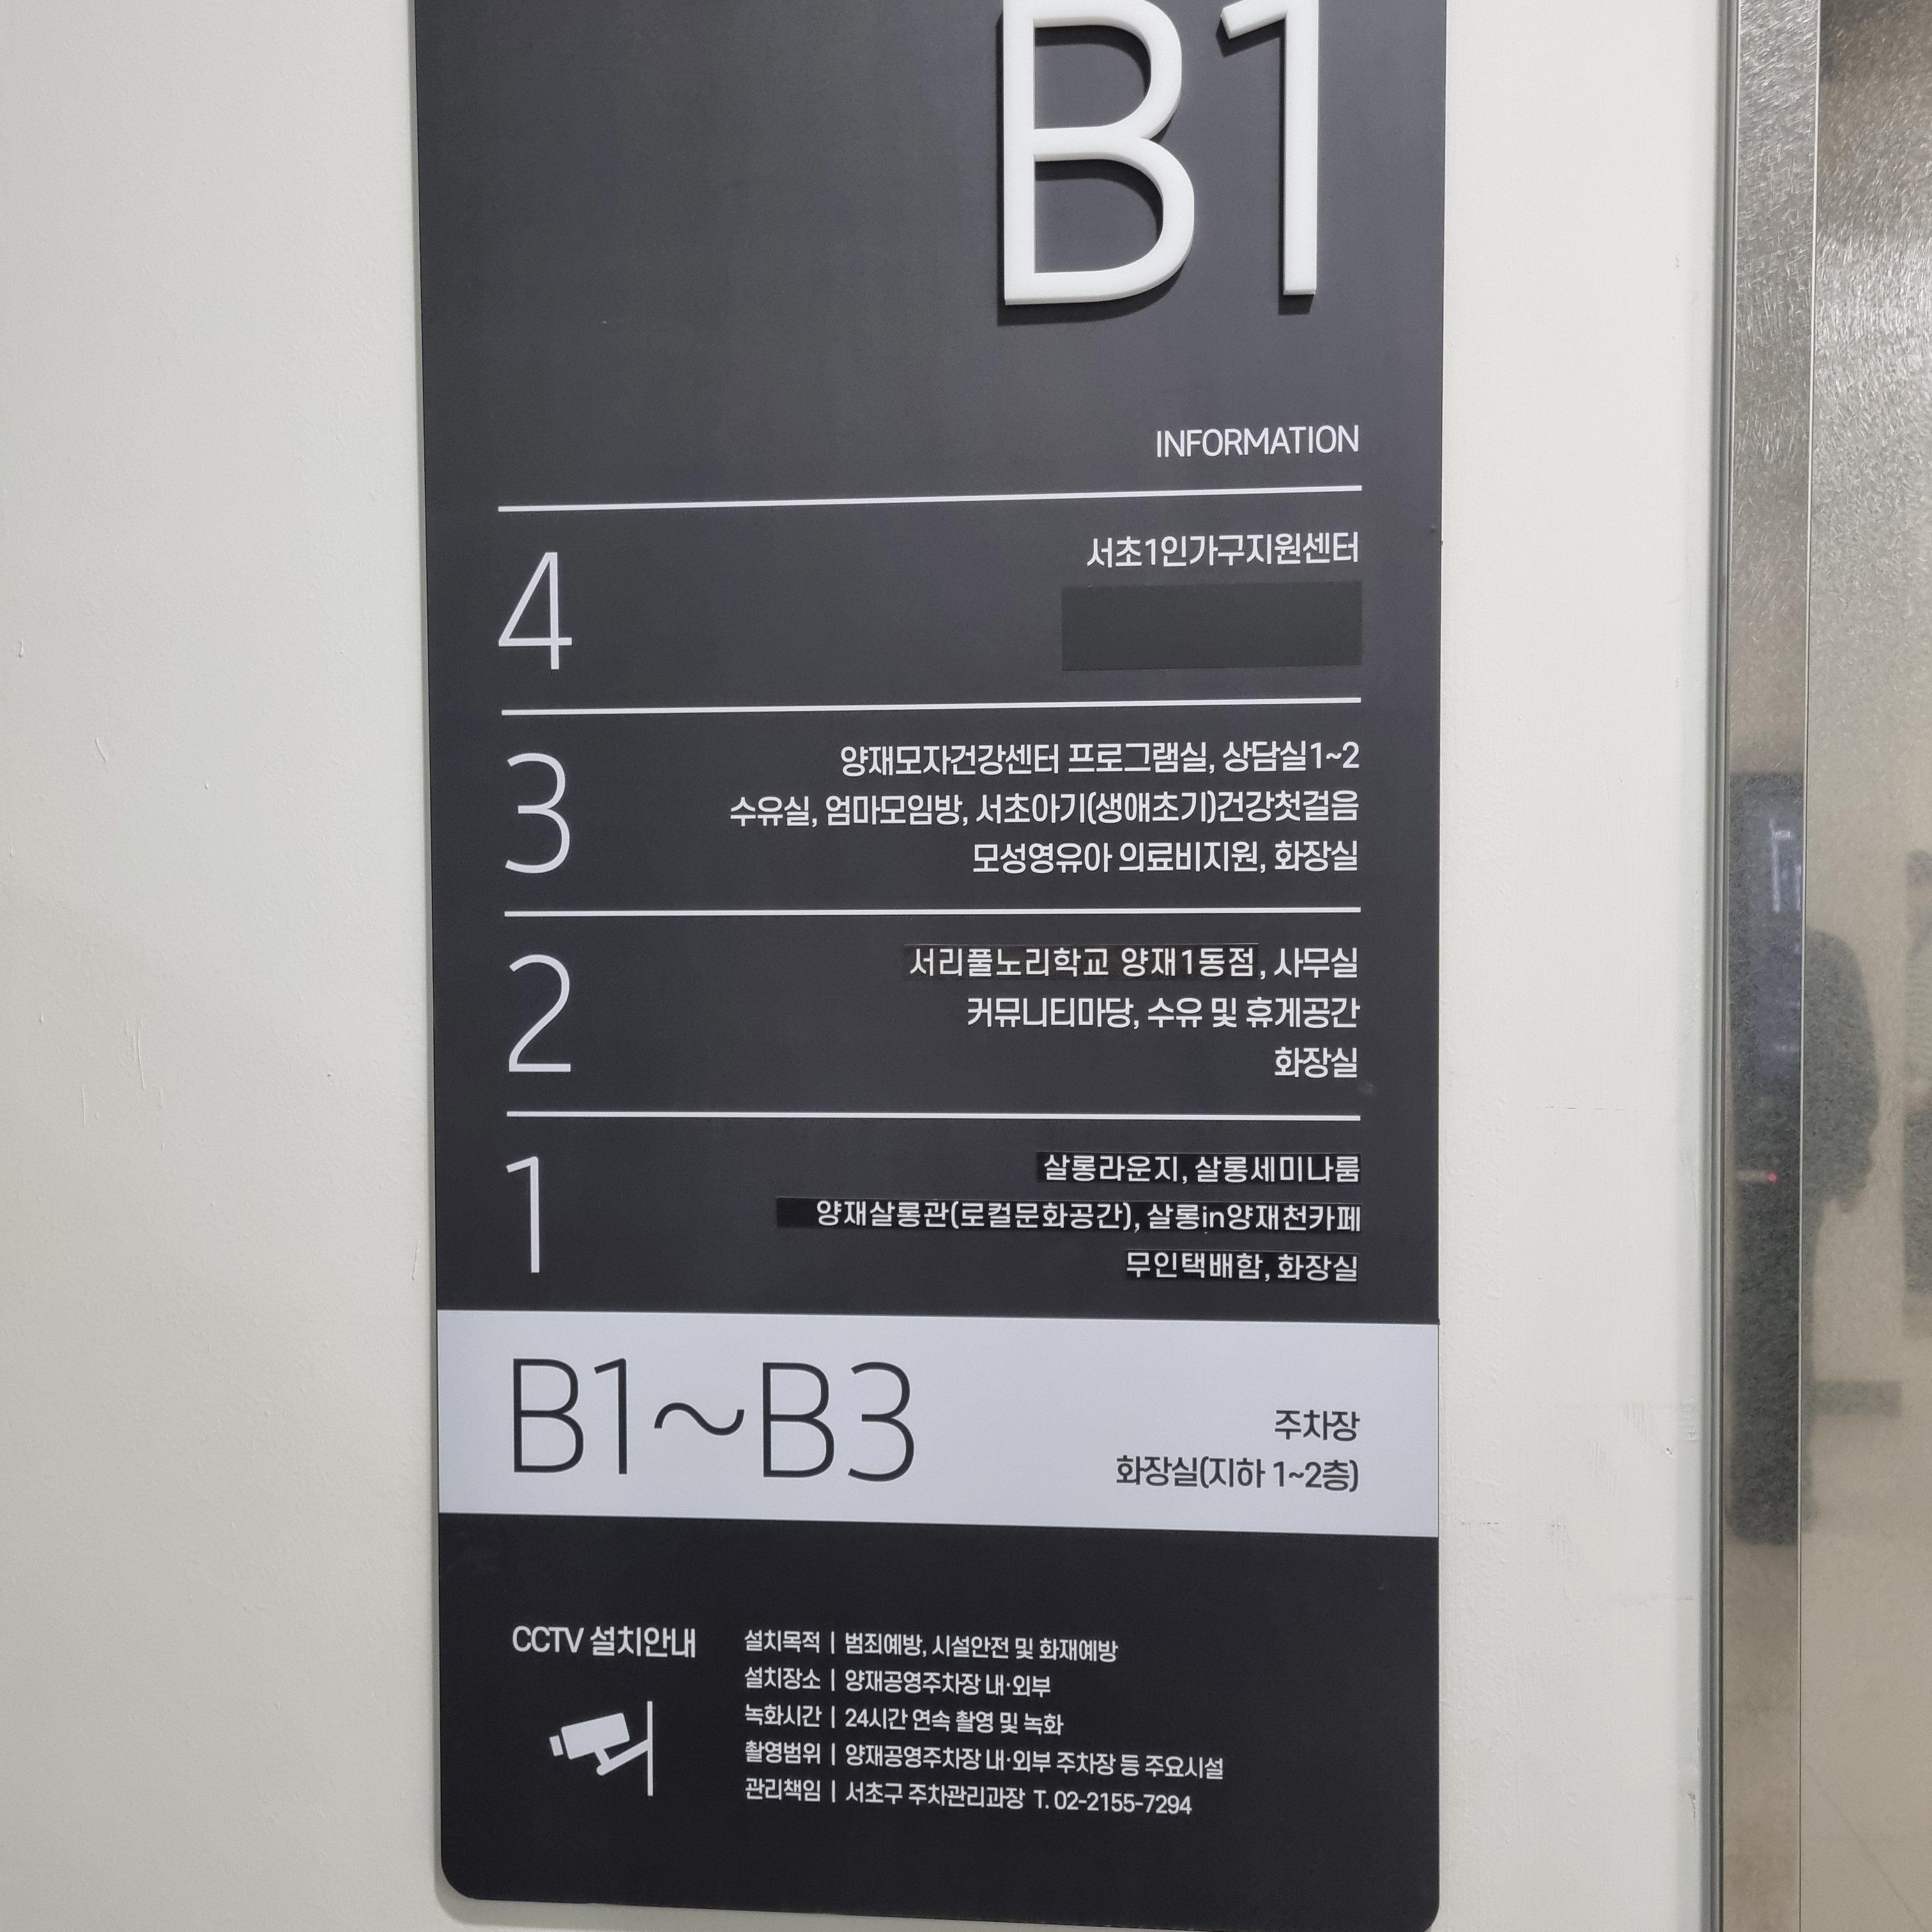 B1
INFORMATION
4
서초1인가구지원센터
3
양재모자건강센터 프로그램실, 상담실1~2
수유실, 엄마모임방, 서초아기(생애초기)건강첫걸음
모성영유아 의료비지원, 화장실
2
서리풀노리학교 양재1동점, 사무실
커뮤니티마당, 수유 및 휴게공간
화장실
1
살롱라운지, 살롱세미나룸
양재살롱관(로컬문화공간), 살롱in양재천카페
무인택배함, 화장실
B1~B3
주차장
화장실(지하 1~2층)
CCTV 설치안내
설치목적 | 범죄예방, 시설안전 및 화재예방
설치장소 | 양재공영주차장 내·외부
녹화시간 | 24시간 연속 촬영 및 녹화
촬영범위 | 양재공영주차장 내·외부 주차장 등 주요시설
관리책임 | 서초구 주차관리과장 T. 02-2155-7294